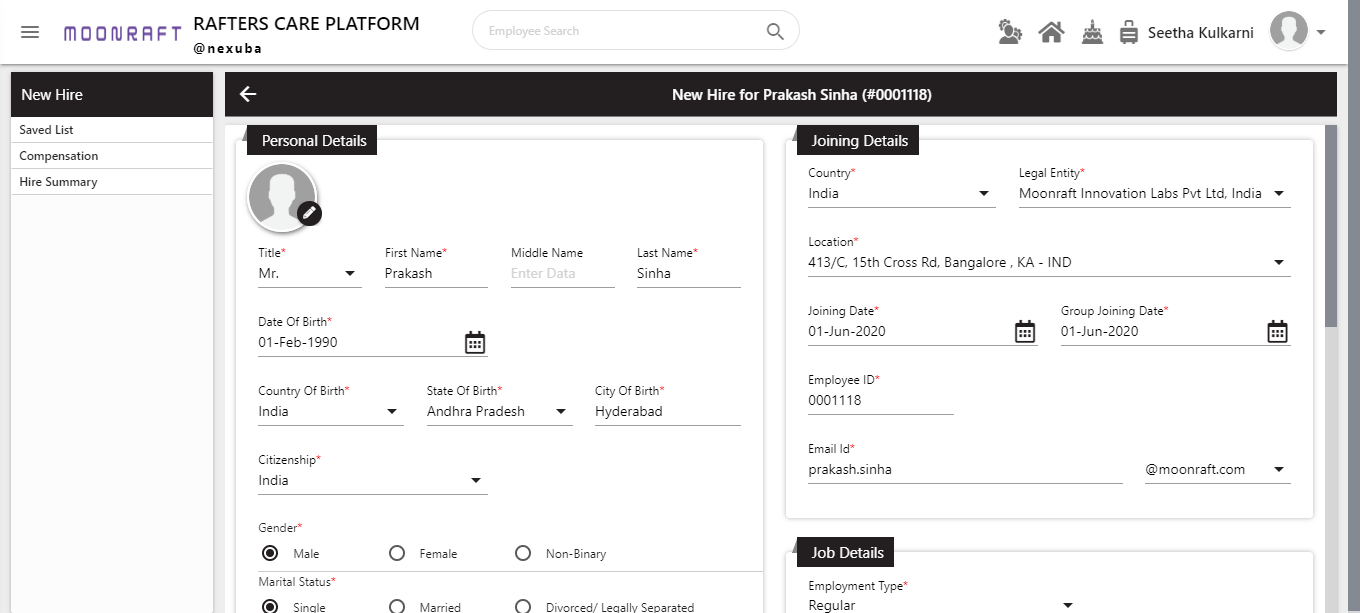 MOONRAFT
RAFTERS CARE PLATFORM
@nexuba
Employee Search
Seetha Kulkarni
New Hire
Saved List
Compensation
Hire Summary
New Hire for Prakash Sinha (#0001118)
Personal Details
Title* First Name* Middle Name Last Name*
Mr. Prakash Enter Data Sinha
Date Of Birth*
01-Feb-1990
Country Of Birth* State Of Birth* City Of Birth*
India Andhra Pradesh Hyderabad
Citizenship*
India
Gender*
Male Female Non-Binary
Marital Status*
Single Married Divorced/ Legally Separated
Joining Details
Country* Legal Entity*
India Moonraft Innovation Labs Pvt Ltd, India
Location*
413/C, 15th Cross Rd, Bangalore , KA - IND
Joining Date* Group Joining Date*
01-Jun-2020 01-Jun-2020
Employee ID*
0001118
Email Id*
prakash.sinha @moonraft.com
Job Details
Employment Type*
Regular